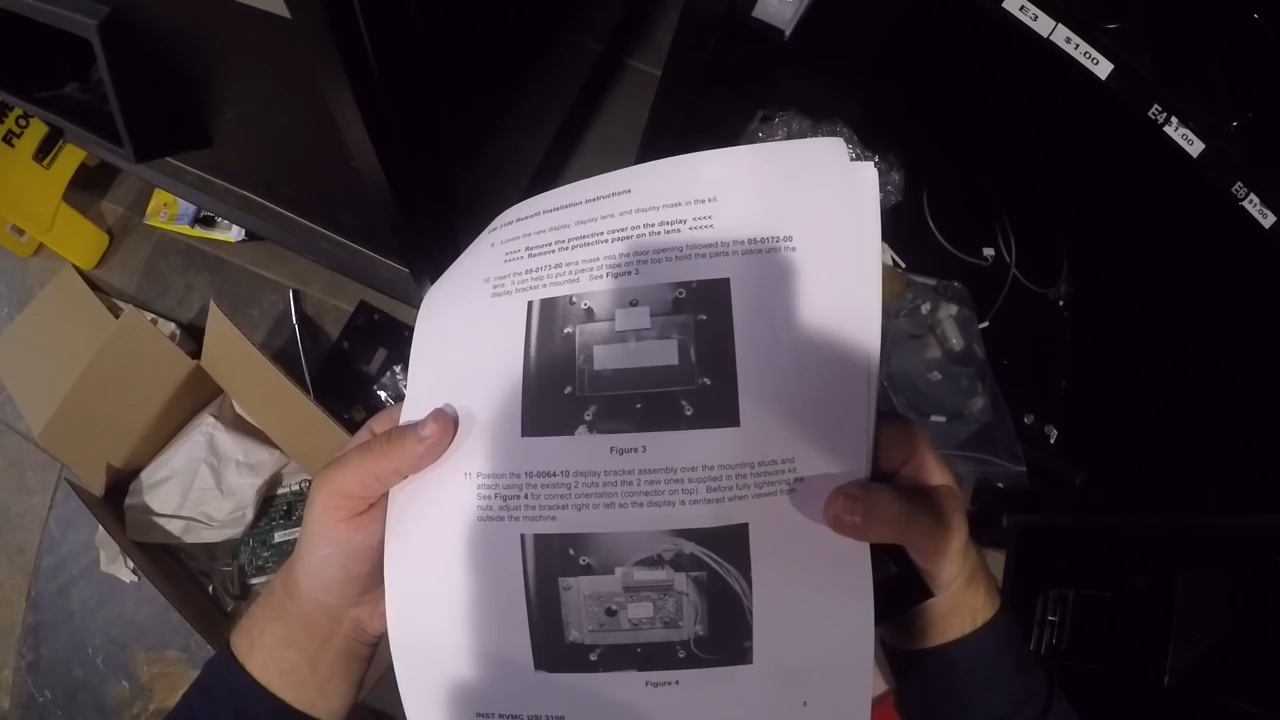 USI 3100 Retrofit Installation Instructions
9. Locate the new display, display lens, and display mask in the kit.
>>>> Remove the protective cover on the display <<<<
>>>>> Remove the protective paper on the lens. <<<<<
10. Insert the 05-0173-00 lens mask into the door opening followed by the 05-0172-00
lens. It can help to put a piece of tape on the top to hold the parts in place until the
display bracket is mounted. See Figure 3
Figure 3
11. Position the 10-0064-10 display bracket assembly over the mounting studs and
attach using the existing 2 nuts and the 2 new ones supplied in the hardware kit.
See Figure 4 for correct orientation (connector on top). Before fully tightening the
nuts, adjust the bracket right or left so the display is centered when viewed from
outside the machine.
Figure 4
3
INST RVMC USI 3100
E3
$1.00
E4
$1.00
E6
$1.00
FLOO